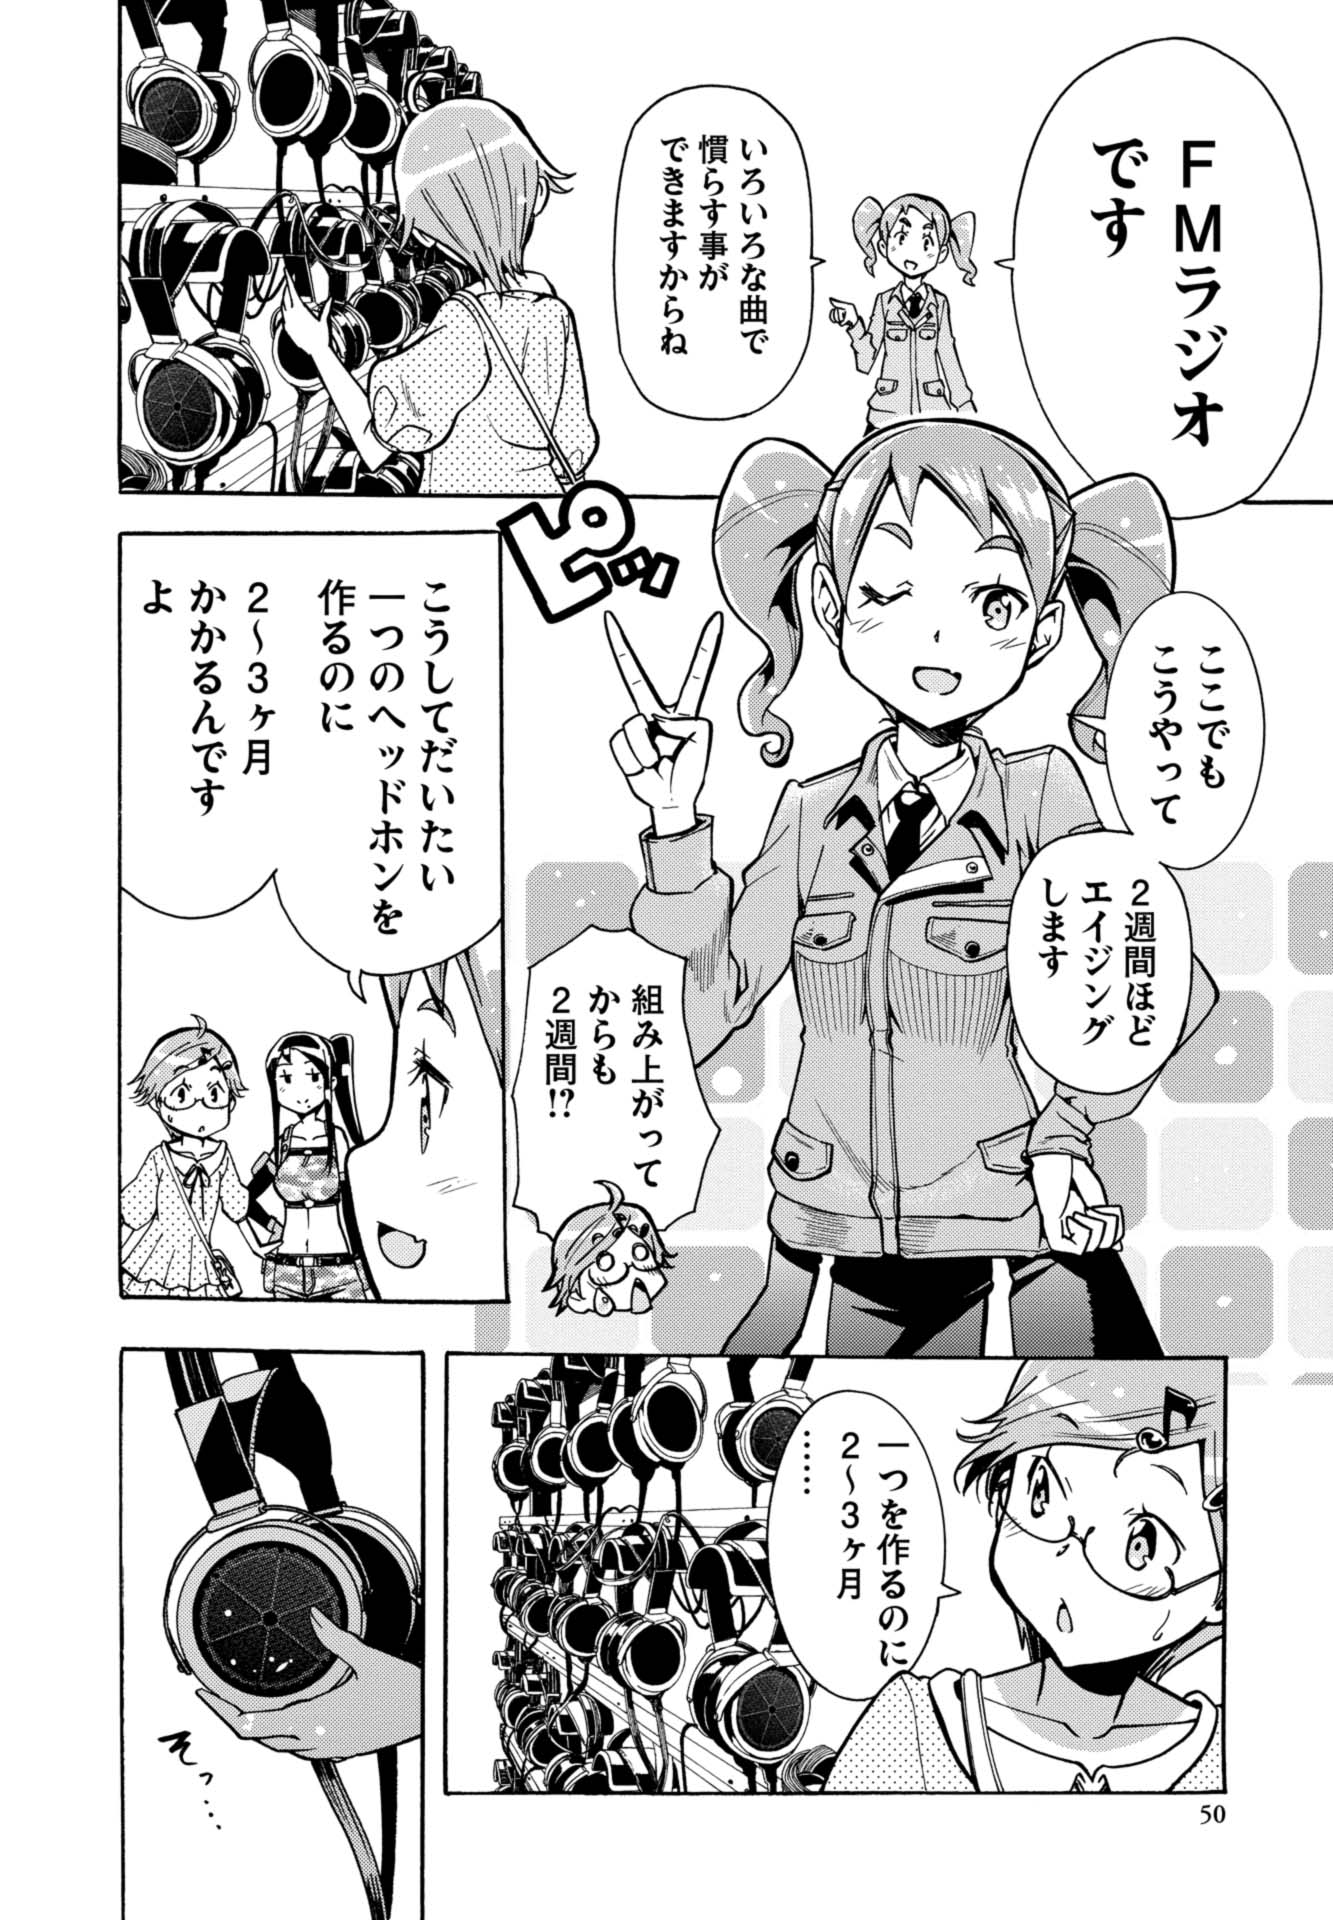 FMラジオ
です
いろいろな曲で
慣らす事が
できますからね
ここでも
こうやって
2週間ほど
エイジング
します
ピッ
組み上がって
からも
2週間!?
こうしてだいたい
一つのヘッドホンを
作るのに
2～3ヶ月
かかるんです
よ
一つを作るのに
2～3ヶ月
……
そっ…
50